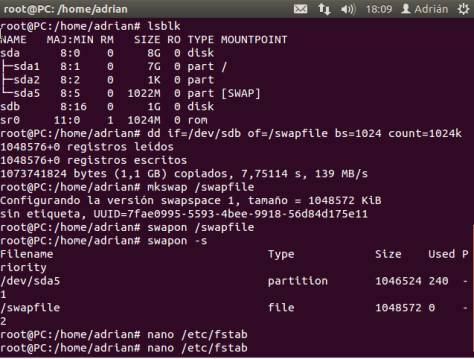 root@PC: /home/adrian 18:09 Adrián
root@PC:/home/adrian# lsblk
NAME MAJ:MIN RM SIZE RO TYPE MOUNTPOINT
sda 8:0 0 8G 0 disk
├─sda1 8:1 0 7G 0 part /
├─sda2 8:2 0 1K 0 part
└─sda5 8:5 0 1022M 0 part [SWAP]
sdb 8:16 0 1G 0 disk
sr0 11:0 1 1024M 0 rom
root@PC:/home/adrian# dd if=/dev/sdb of=/swapfile bs=1024 count=1024k
1048576+0 registros leídos
1048576+0 registros escritos
1073741824 bytes (1,1 GB) copiados, 7,75114 s, 139 MB/s
root@PC:/home/adrian# mkswap /swapfile
Configurando la versión swapspace 1, tamaño = 1048572 KiB
sin etiqueta, UUID=7fae0995-5593-4bee-9918-56d84d175e11
root@PC:/home/adrian# swapon /swapfile
root@PC:/home/adrian# swapon -s
Filename Type Size Used P
riority
/dev/sda5 partition 1046524 240 -
1
/swapfile file 1048572 0 -
2
root@PC:/home/adrian# nano /etc/fstab
root@PC:/home/adrian# nano /etc/fstab